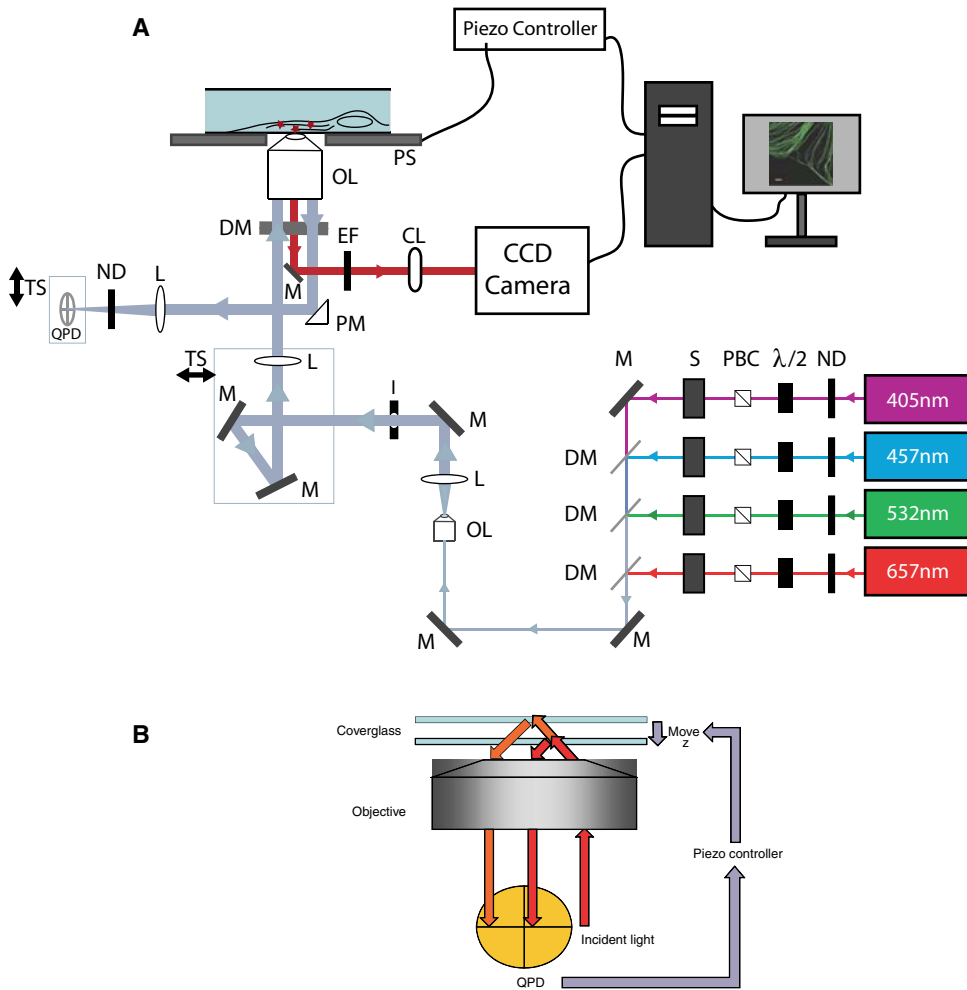 A
Piezo Controller
PS
OL
DM
EF
CL
CCD
Camera
M
TS
ND
L
QPD
PM
TS
L
M
I
M
M
L
OL
M
M
M
S
PBC
λ/2
ND
405nm
DM
457nm
DM
532nm
DM
657nm
B
Coverglass
Move
z
Objective
Piezo controller
Incident light
QPD